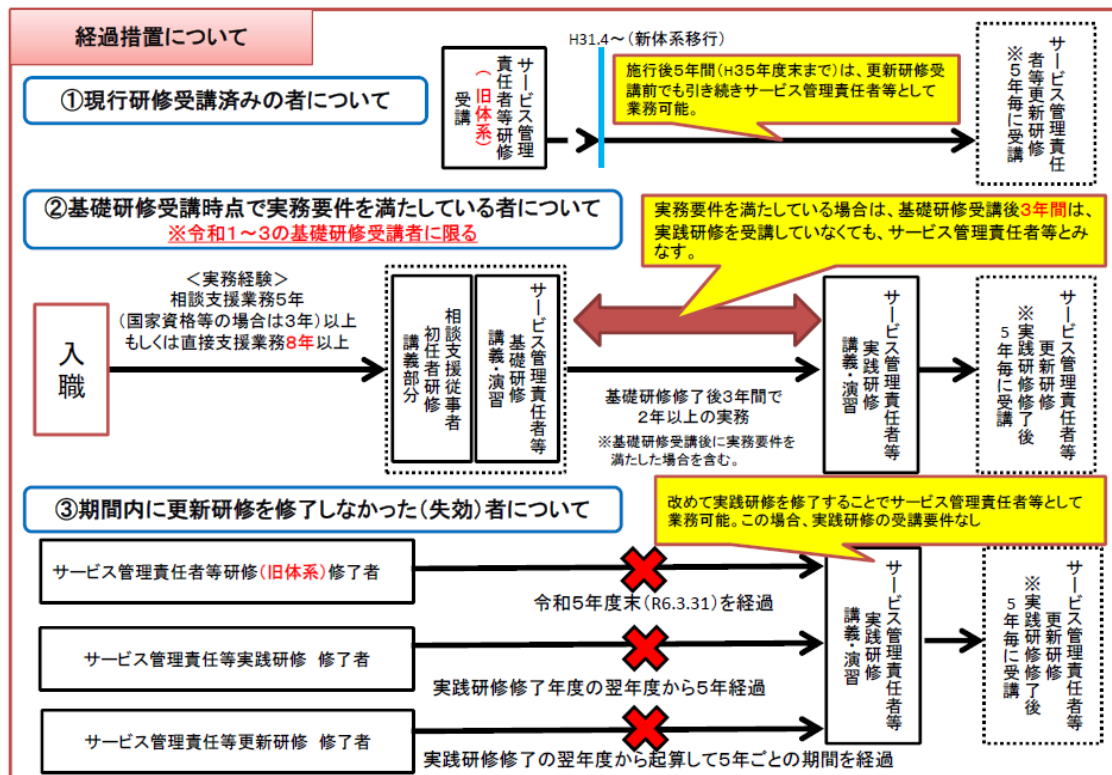 経過措置について
H31.4～(新体系移行)
①現行研修受講済みの者について
サービス管理
責任者等研修
(旧体系)
受講
施行後5年間(H35年度末まで)は、更新研修受
講前でも引き続きサービス管理責任者等として
業務可能。
サービス管理責任
者等更新研修
※5年毎に受講
②基礎研修受講時点で実務要件を満たしている者について
※令和1～3の基礎研修受講者に限る
実務要件を満たしている場合は、基礎研修受講後3年間は、
実践研修を受講していなくても、サービス管理責任者等とみ
なす。
入職
＜実務経験＞
相談支援業務5年
(国家資格等の場合は3年)以上
もしくは直接支援業務8年以上
相談支援従事者
初任者研修
講義部分
サービス管理責任者等
基礎研修
講義・演習
基礎研修修了後3年間で
2年以上の実務
※基礎研修受講後に実務要件を
満たした場合を含む。
サービス管理責任者等
実践研修
講義・演習
サービス管理責任者等
更新研修
※実践研修修了後
5年毎に受講
③期間内に更新研修を修了しなかった(失効)者について
改めて実践研修を修了することでサービス管理責任者等として
業務可能。この場合、実践研修の受講要件なし
サービス管理責任者等研修(旧体系)修了者
令和5年度末(R6.3.31)を経過
サービス管理責任等実践研修 修了者
実践研修修了年度の翌年度から5年経過
サービス管理責任等更新研修 修了者
実践研修修了の翌年度から起算して5年ごとの期間を経過
サービス管理責任者等
実践研修
講義・演習
サービス管理責任者等
更新研修
※実践研修修了後
5年毎に受講